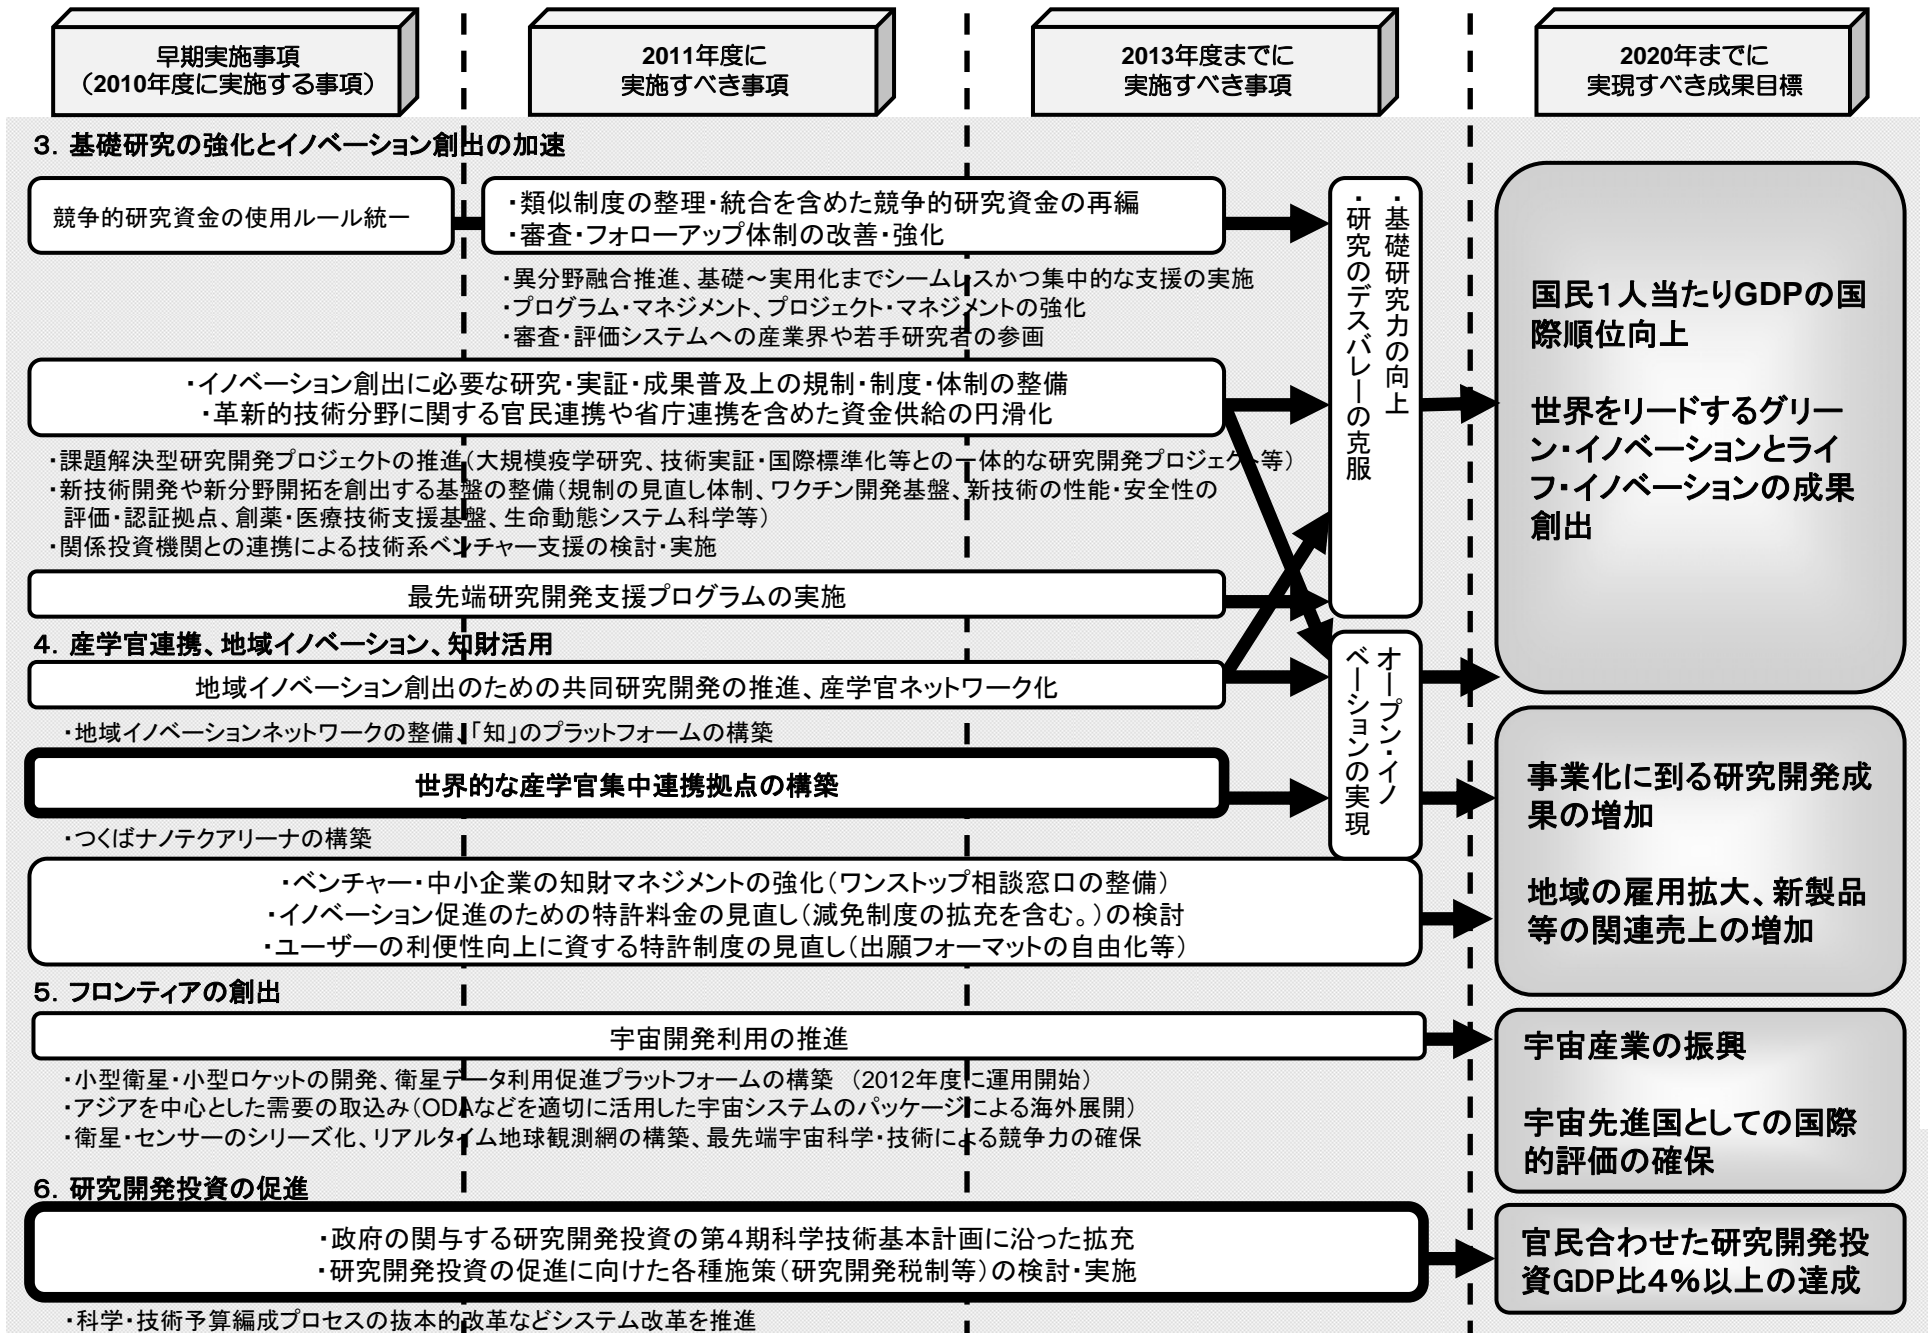 早期実施事項
（2010年度に実施する事項）
2011年度に
実施すべき事項
2013年度までに
実施すべき事項
2020年までに
実現すべき成果目標
３．基礎研究の強化とイノベーション創出の加速
競争的研究資金の使用ルール統一
・類似制度の整理・統合を含めた競争的研究資金の再編
・審査・フォローアップ体制の改善・強化
・異分野融合推進、基礎～実用化までシームレスかつ集中的な支援の実施
・プログラム・マネジメント、プロジェクト・マネジメントの強化
・審査・評価システムへの産業界や若手研究者の参画
・イノベーション創出に必要な研究・実証・成果普及上の規制・制度・体制の整備
・革新的技術分野に関する官民連携や省庁連携を含めた資金供給の円滑化
・課題解決型研究開発プロジェクトの推進（大規模疫学研究、技術実証・国際標準化等との一体的な研究開発プロジェクト等）
・新技術開発や新分野開拓を創出する基盤の整備（規制の見直し体制、ワクチン開発基盤、新技術の性能・安全性の
評価・認証拠点、創薬・医療技術支援基盤、生命動態システム科学等）
・関係投資機関との連携による技術系ベンチャー支援の検討・実施
最先端研究開発支援プログラムの実施
・基礎研究力の向上
・研究のデスバレーの克服
国民１人当たりGDPの国
際順位向上
世界をリードするグリー
ン・イノベーションとライ
フ・イノベーションの成果
創出
４．産学官連携、地域イノベーション、知財活用
地域イノベーション創出のための共同研究開発の推進、産学官ネットワーク化
・地域イノベーションネットワークの整備、「知」のプラットフォームの構築
世界的な産学官集中連携拠点の構築
・つくばナノテクアリーナの構築
オープン・イノ
ベーションの実現
・ベンチャー・中小企業の知財マネジメントの強化（ワンストップ相談窓口の整備）
・イノベーション促進のための特許料金の見直し（減免制度の拡充を含む。）の検討
・ユーザーの利便性向上に資する特許制度の見直し（出願フォーマットの自由化等）
事業化に到る研究開発成
果の増加
地域の雇用拡大、新製品
等の関連売上の増加
５．フロンティアの創出
宇宙開発利用の推進
・小型衛星・小型ロケットの開発、衛星データ利用促進プラットフォームの構築 （2012年度に運用開始）
・アジアを中心とした需要の取込み（ODAなどを適切に活用した宇宙システムのパッケージによる海外展開）
・衛星・センサーのシリーズ化、リアルタイム地球観測網の構築、最先端宇宙科学・技術による競争力の確保
宇宙産業の振興
宇宙先進国としての国際
的評価の確保
６．研究開発投資の促進
・政府の関与する研究開発投資の第４期科学技術基本計画に沿った拡充
・研究開発投資の促進に向けた各種施策（研究開発税制等）の検討・実施
・科学・技術予算編成プロセスの抜本的改革などシステム改革を推進
官民合わせた研究開発投
資GDP比４％以上の達成